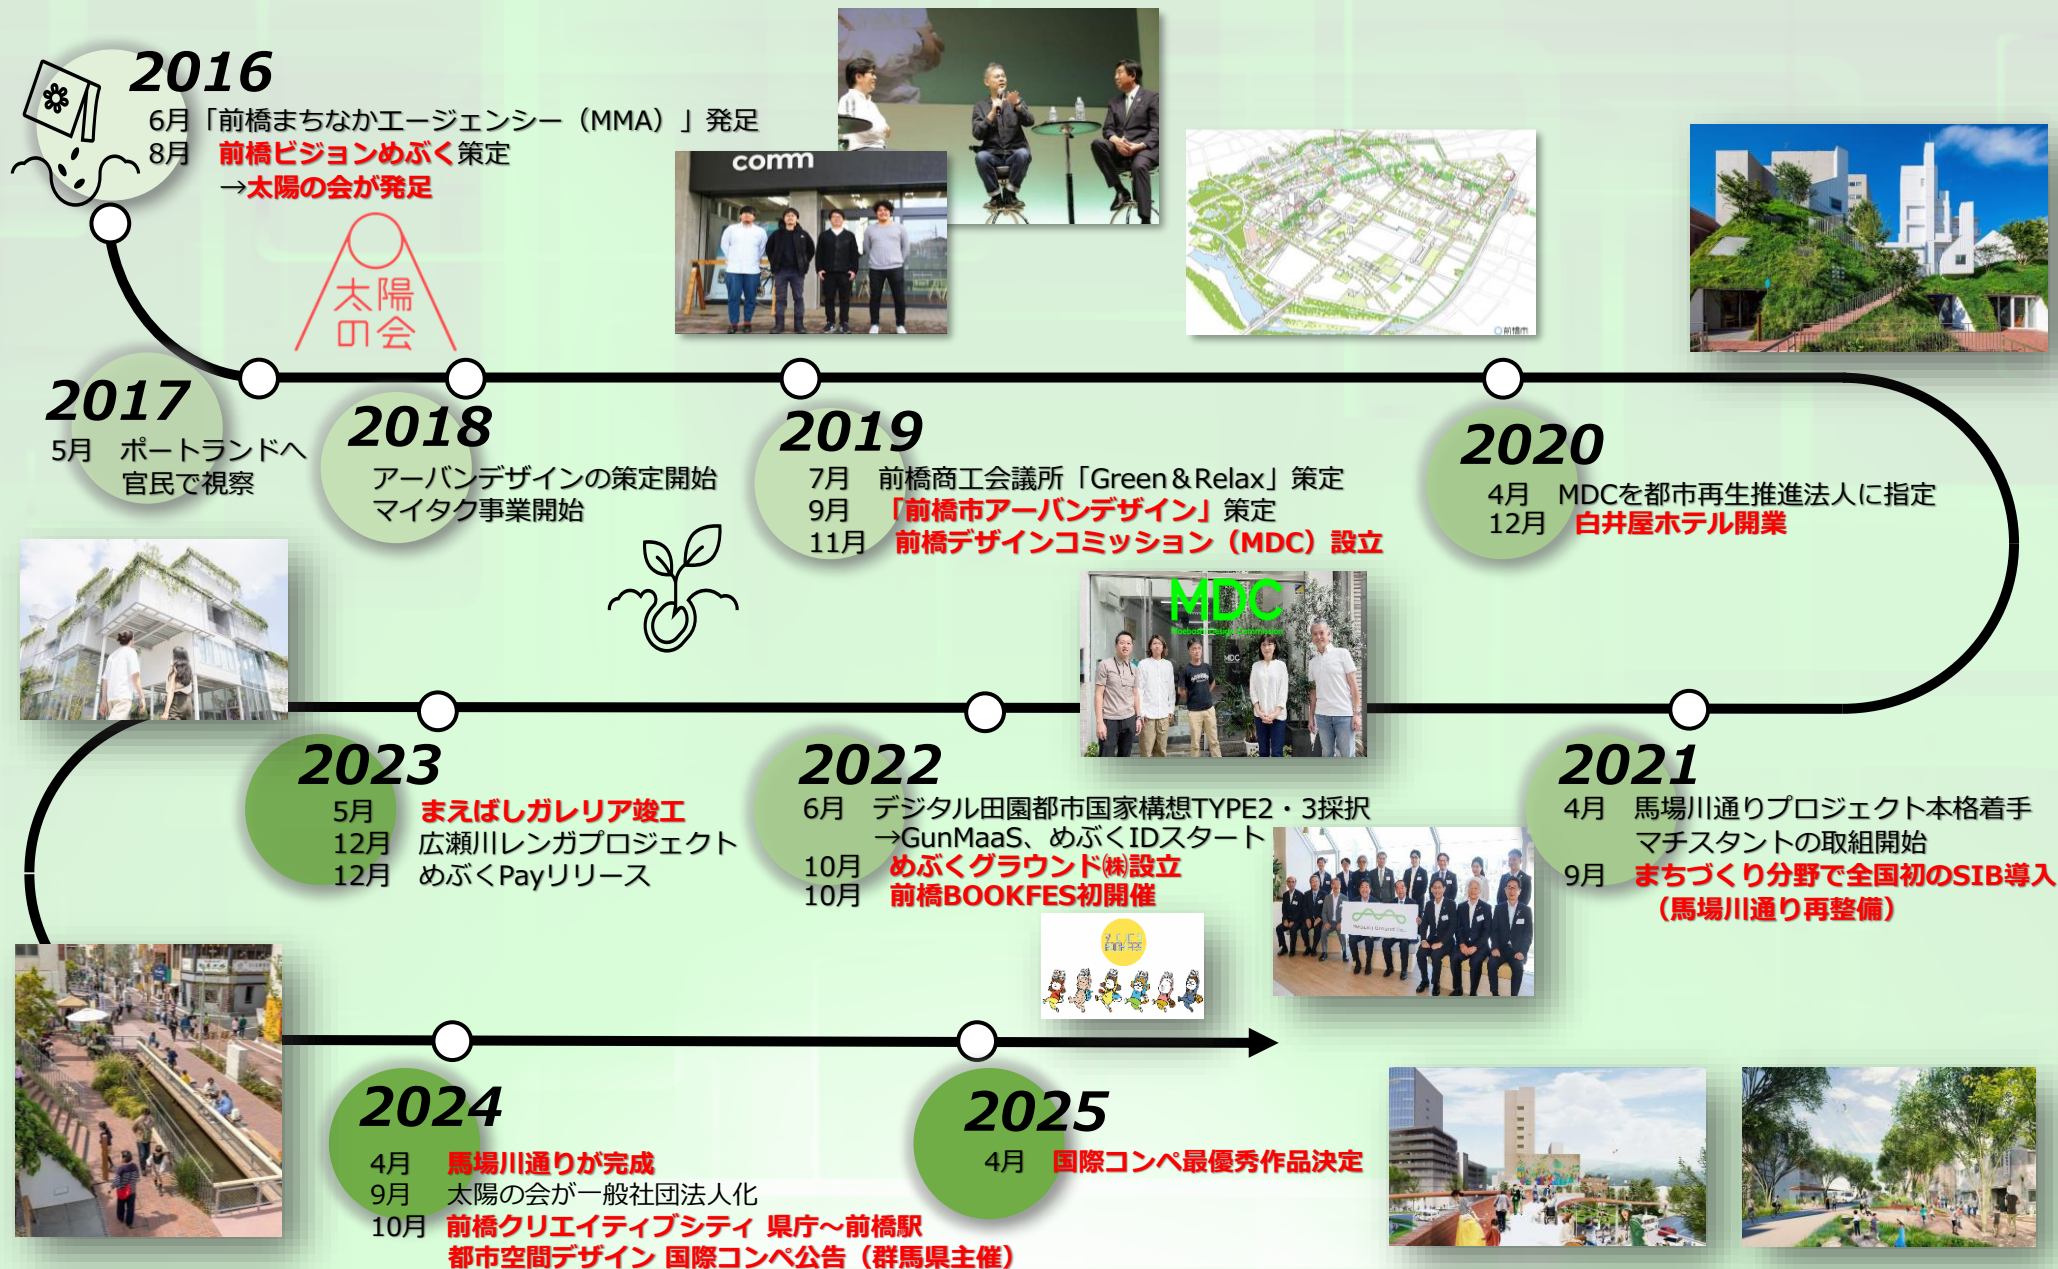 2016
6月「前橋まちなかエージェンシー（MMA）」発足
8月　前橋ビジョンめぶく策定
→太陽の会が発足
太陽
の会
comm
前橋市
2017
5月　ポートランドへ
官民で視察
2018
アーバンデザインの策定開始
マイタク事業開始
2019
7月　前橋商工会議所「Green＆Relax」策定
9月　「前橋市アーバンデザイン」策定
11月　前橋デザインコミッション（MDC）設立
2020
4月　MDCを都市再生推進法人に指定
12月　白井屋ホテル開業
MDC
Maebashi Design Commission
MDC
2021
4月　馬場川通りプロジェクト本格着手
マチスタントの取組開始
9月　まちづくり分野で全国初のSIB導入
（馬場川通り再整備）
2022
6月　デジタル田園都市国家構想TYPE2・3採択
→GunMaaS、めぶくIDスタート
10月　めぶくグラウンド㈱設立
10月　前橋BOOKFES初開催
2023
5月　まえばしガレリア竣工
12月　広瀬川レンガプロジェクト
12月　めぶくPayリリース
2024
4月　馬場川通りが完成
9月　太陽の会が一般社団法人化
10月　前橋クリエイティブシティ 県庁～前橋駅
都市空間デザイン 国際コンペ公告（群馬県主催）
2025
4月　国際コンペ最優秀作品決定